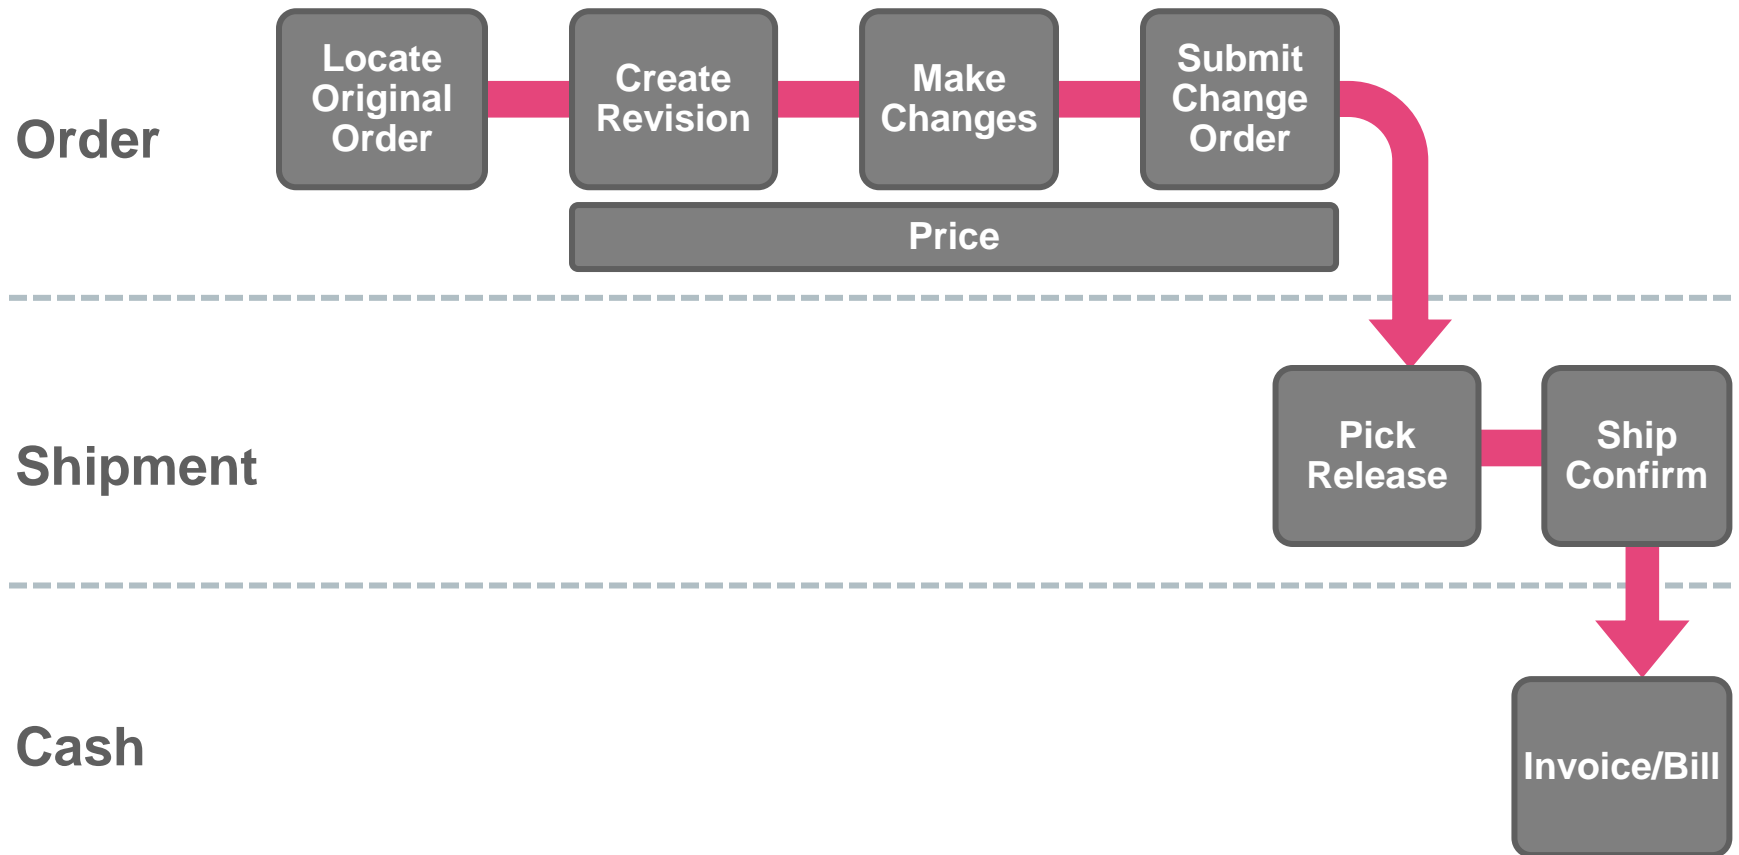 Order
Locate
Original
Order
Create
Revision
Make
Changes
Submit
Change
Order
Price
Shipment
Pick
Release
Ship
Confirm
Cash
Invoice/Bill